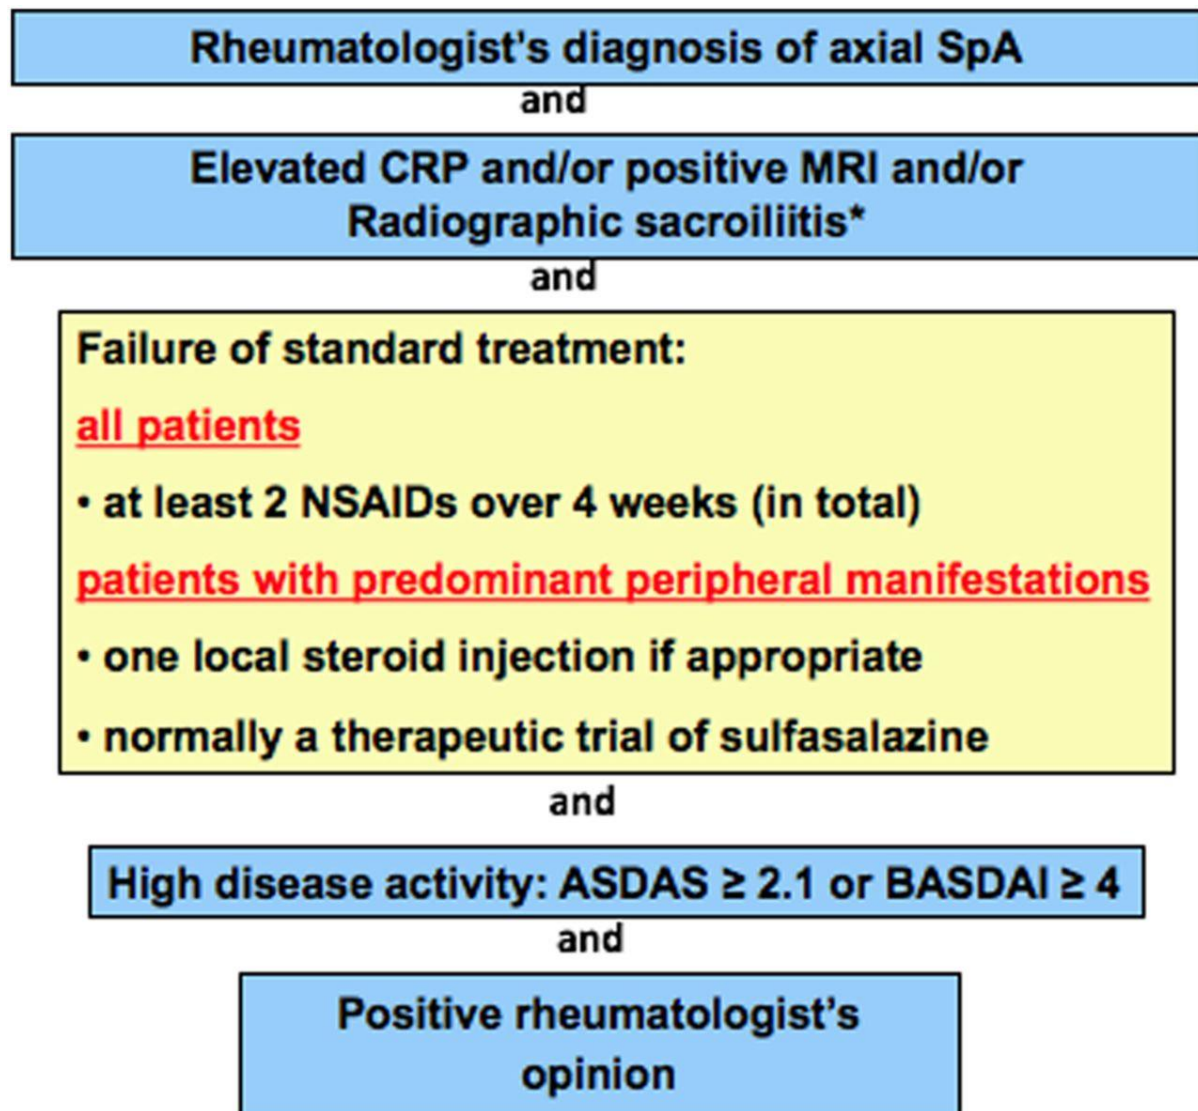 Rheumatologist’s diagnosis of axial SpA
and
Elevated CRP and/or positive MRI and/or
Radiographic sacroiliitis*
and
Failure of standard treatment:
all patients
• at least 2 NSAIDs over 4 weeks (in total)
patients with predominant peripheral manifestations
• one local steroid injection if appropriate
• normally a therapeutic trial of sulfasalazine
and
High disease activity: ASDAS ≥ 2.1 or BASDAI ≥ 4
and
Positive rheumatologist’s
opinion